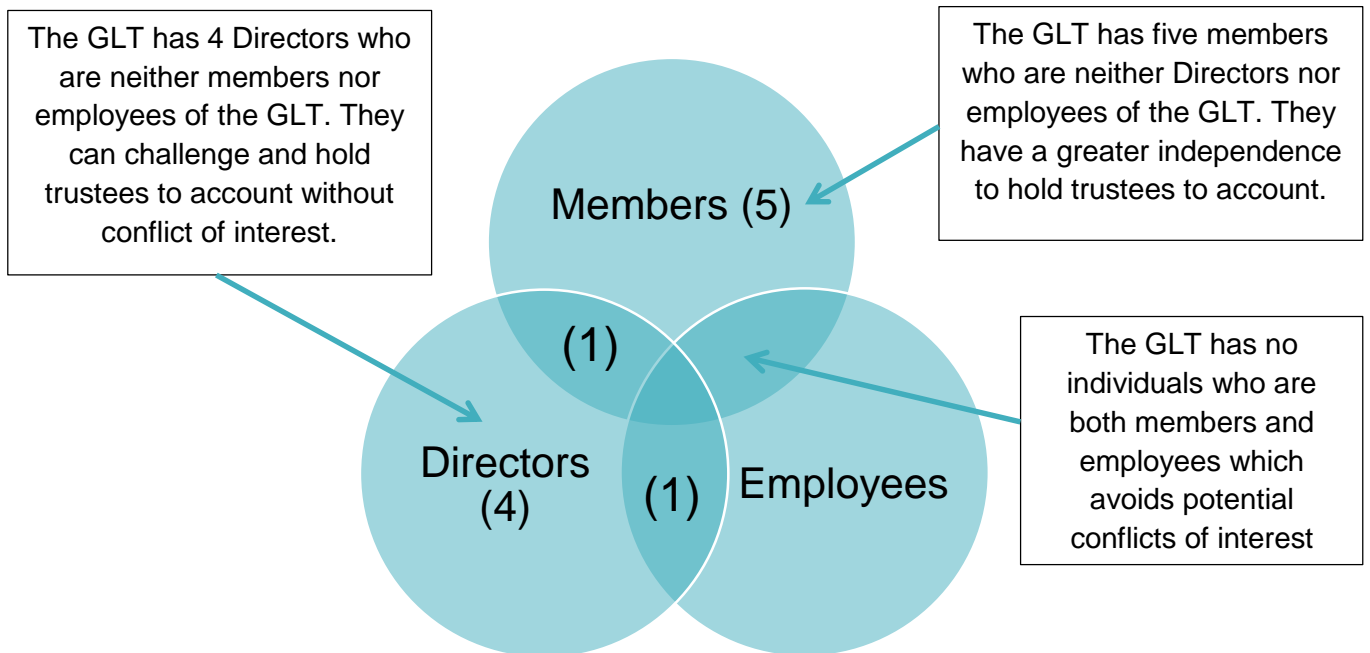 The GLT has 4 Directors who
are neither members nor
employees of the GLT. They
can challenge and hold
trustees to account without
conflict of interest.
The GLT has five members
who are neither Directors nor
employees of the GLT. They
have a greater independence
to hold trustees to account.
Members (5)
(1)
The GLT has no
individuals who are
both members and
employees which
avoids potential
conflicts of interest
Directors
(4)
(1)
Employees